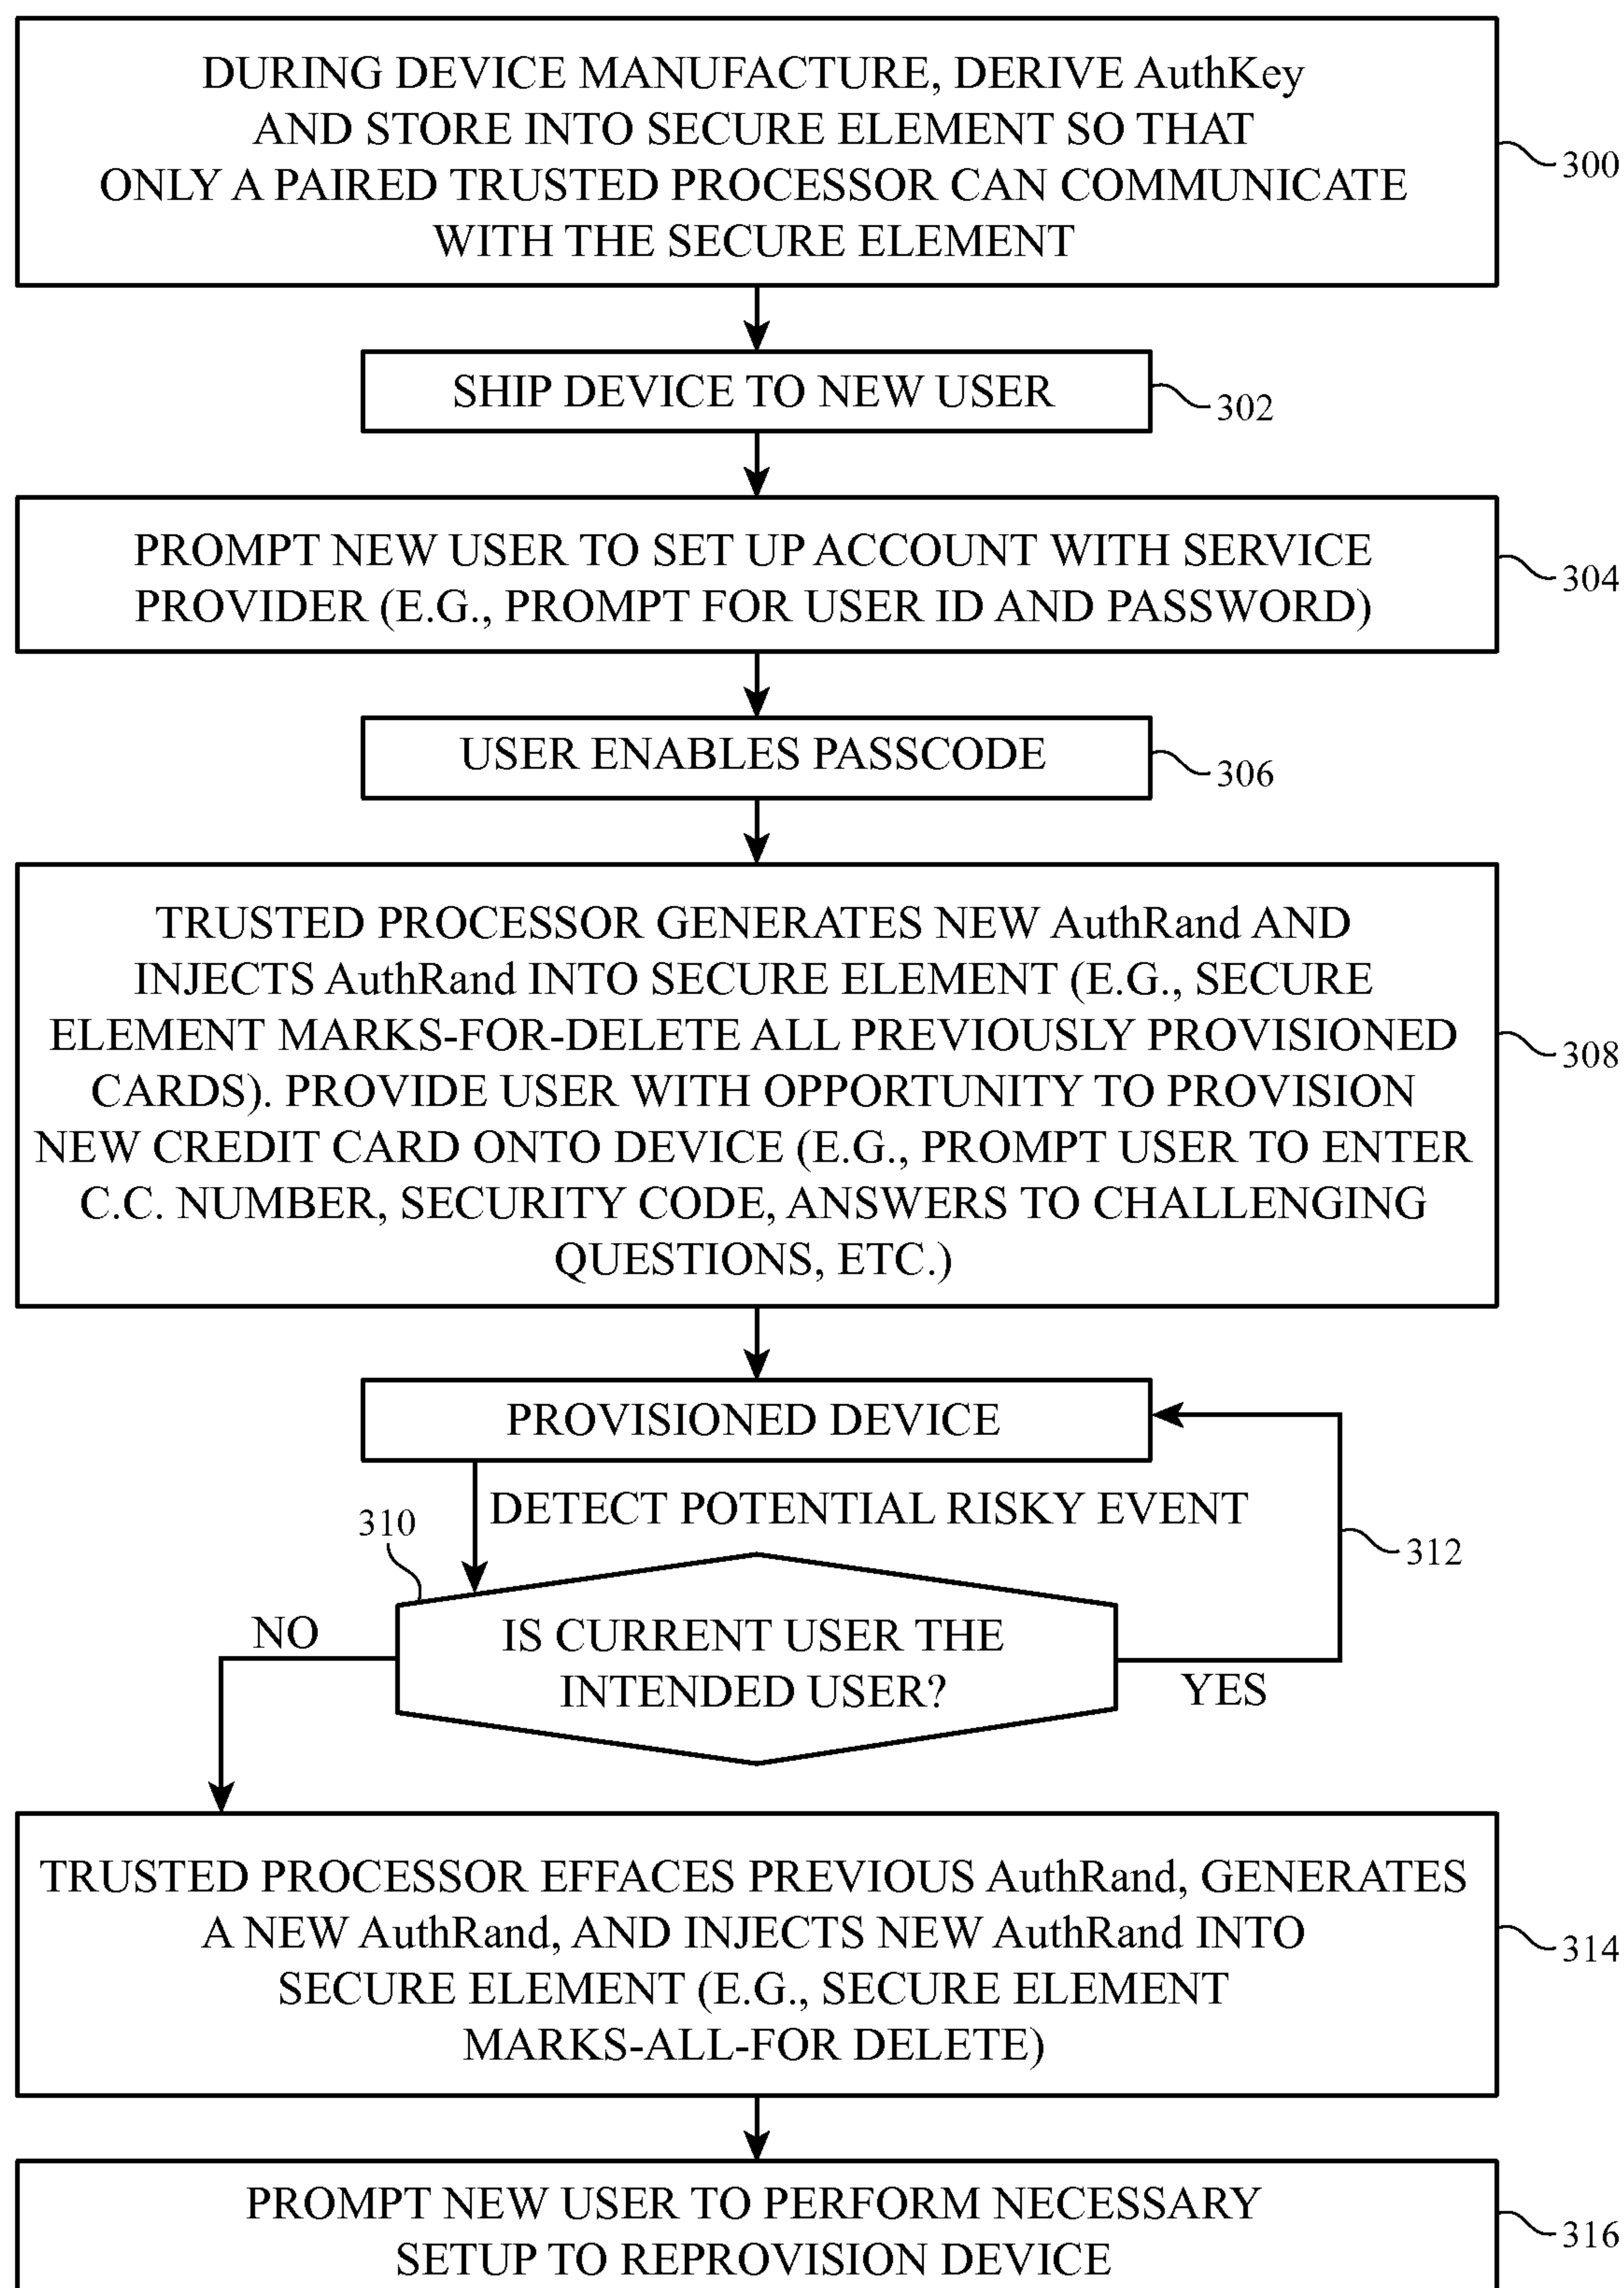 DURING DEVICE MANUFACTURE, DERIVE AuthKey
AND STORE INTO SECURE ELEMENT SO THAT
ONLY A PAIRED TRUSTED PROCESSOR CAN COMMUNICATE
WITH THE SECURE ELEMENT
300
SHIP DEVICE TO NEW USER
302
PROMPT NEW USER TO SET UP ACCOUNT WITH SERVICE
PROVIDER (E.G., PROMPT FOR USER ID AND PASSWORD)
304
USER ENABLES PASSCODE
306
TRUSTED PROCESSOR GENERATES NEW AuthRand AND
INJECTS AuthRand INTO SECURE ELEMENT (E.G., SECURE
ELEMENT MARKS-FOR-DELETE ALL PREVIOUSLY PROVISIONED
CARDS). PROVIDE USER WITH OPPORTUNITY TO PROVISION
NEW CREDIT CARD ONTO DEVICE (E.G., PROMPT USER TO ENTER
C.C. NUMBER, SECURITY CODE, ANSWERS TO CHALLENGING
QUESTIONS, ETC.)
308
PROVISIONED DEVICE
DETECT POTENTIAL RISKY EVENT
310
312
IS CURRENT USER THE
INTENDED USER?
NO
YES
TRUSTED PROCESSOR EFFACES PREVIOUS AuthRand, GENERATES
A NEW AuthRand, AND INJECTS NEW AuthRand INTO
SECURE ELEMENT (E.G., SECURE ELEMENT
MARKS-ALL-FOR DELETE)
314
PROMPT NEW USER TO PERFORM NECESSARY
SETUP TO REPROVISION DEVICE
316